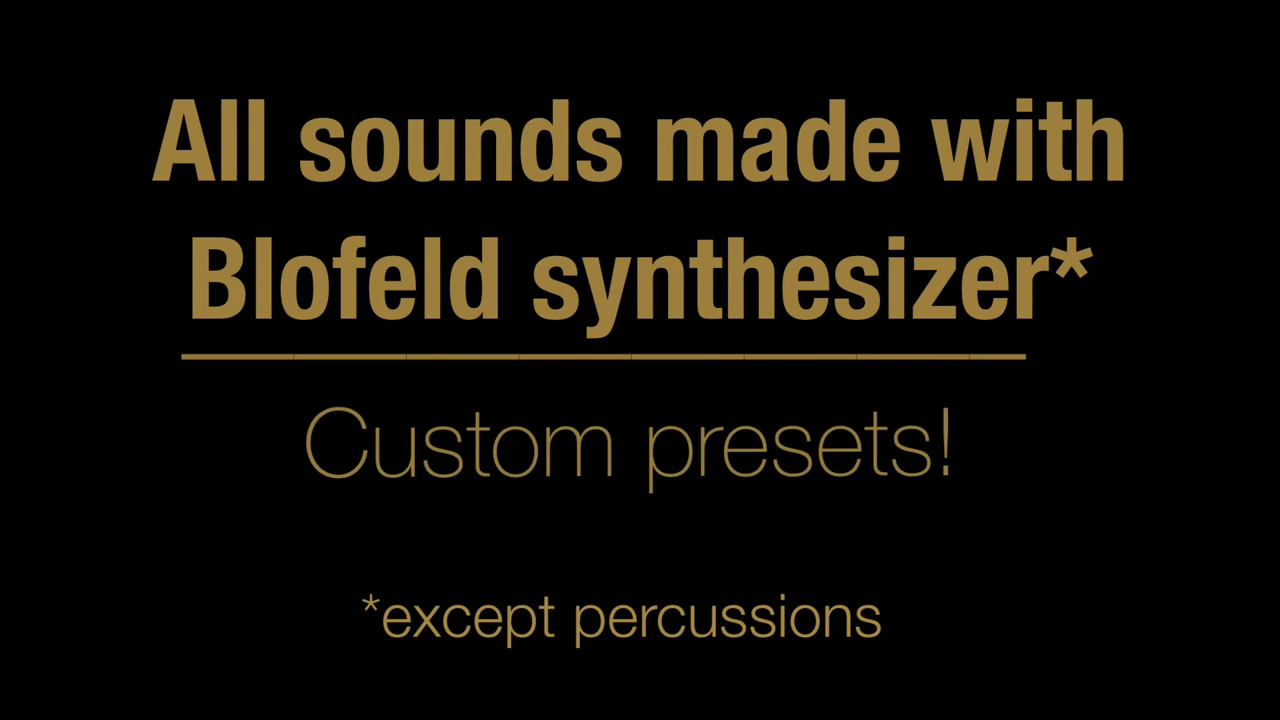 All sounds made with
Blofeld synthesizer*
Custom presets!
*except percussions